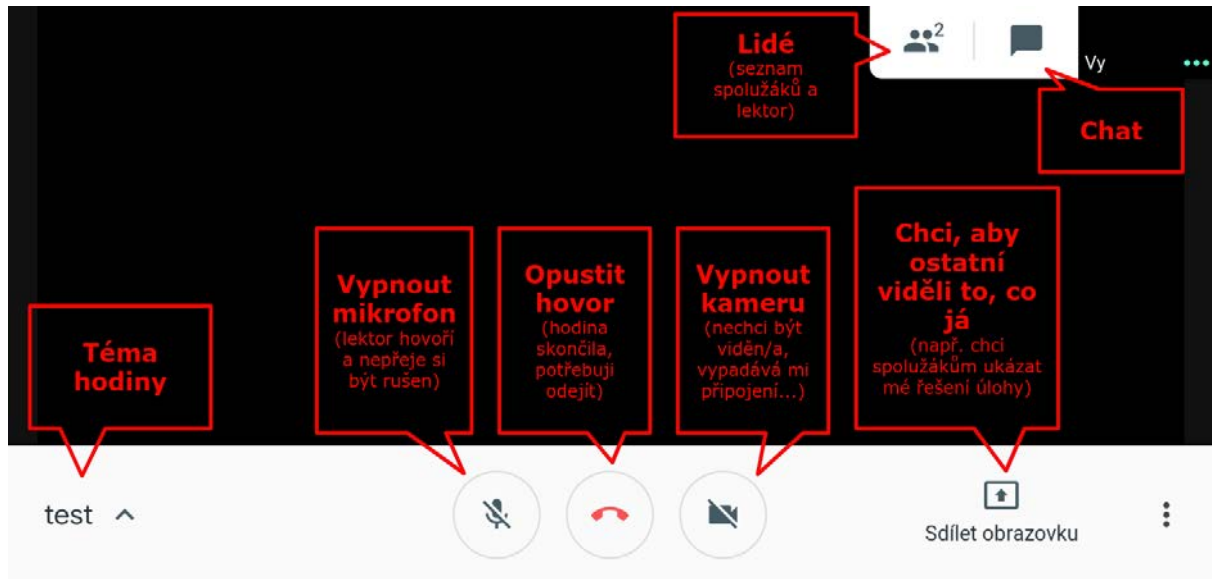 Lidé
(seznam
spolužáků a
lektor)
2
Vy
Chat
Téma
hodiny
Vypnout
mikrofon
(lektor hovoří
a nepřeje si
být rušen)
Opustit
hovor
(hodina
skončila,
potřebuji
odejít)
Vypnout
kameru
(nechci být
viděn/a,
vypadává mi
připojení...)
Chci, aby
ostatní
viděli to, co
já
(např. chci
spolužákům ukázat
mé řešení úlohy)
test
Sdílet obrazovku